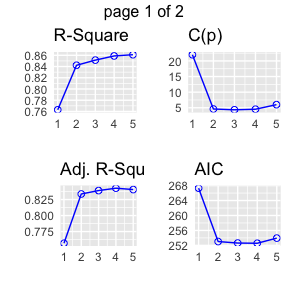 page 1 of 2
R-Square
C(p)
0.86
0.84
0.82
0.80
0.78
0.76
1 2 3 4 5
20
15
10
5
1 2 3 4 5
Adj. R-Squ
AIC
0.825
0.800
0.775
1 2 3 4 5
268
264
260
256
252
1 2 3 4 5